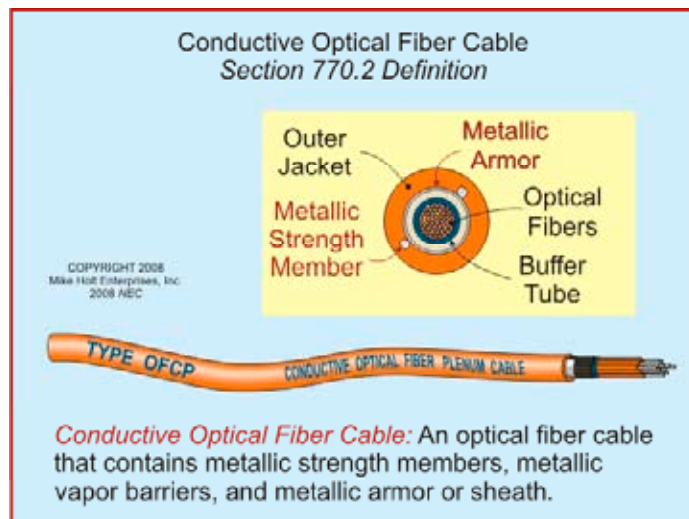 Conductive Optical Fiber Cable
Section 770.2 Definition
Outer
Jacket
Metallic
Armor
Metallic
Strength
Member
Optical
Fibers
Buffer
Tube
COPYRIGHT 2008
Mike Holt Enterprises, Inc.
2008 NEC
TYPE OFCP
CONDUCTIVE OPTICAL FIBER PLENUM CABLE
Conductive Optical Fiber Cable: An optical fiber cable
that contains metallic strength members, metallic
vapor barriers, and metallic armor or sheath.